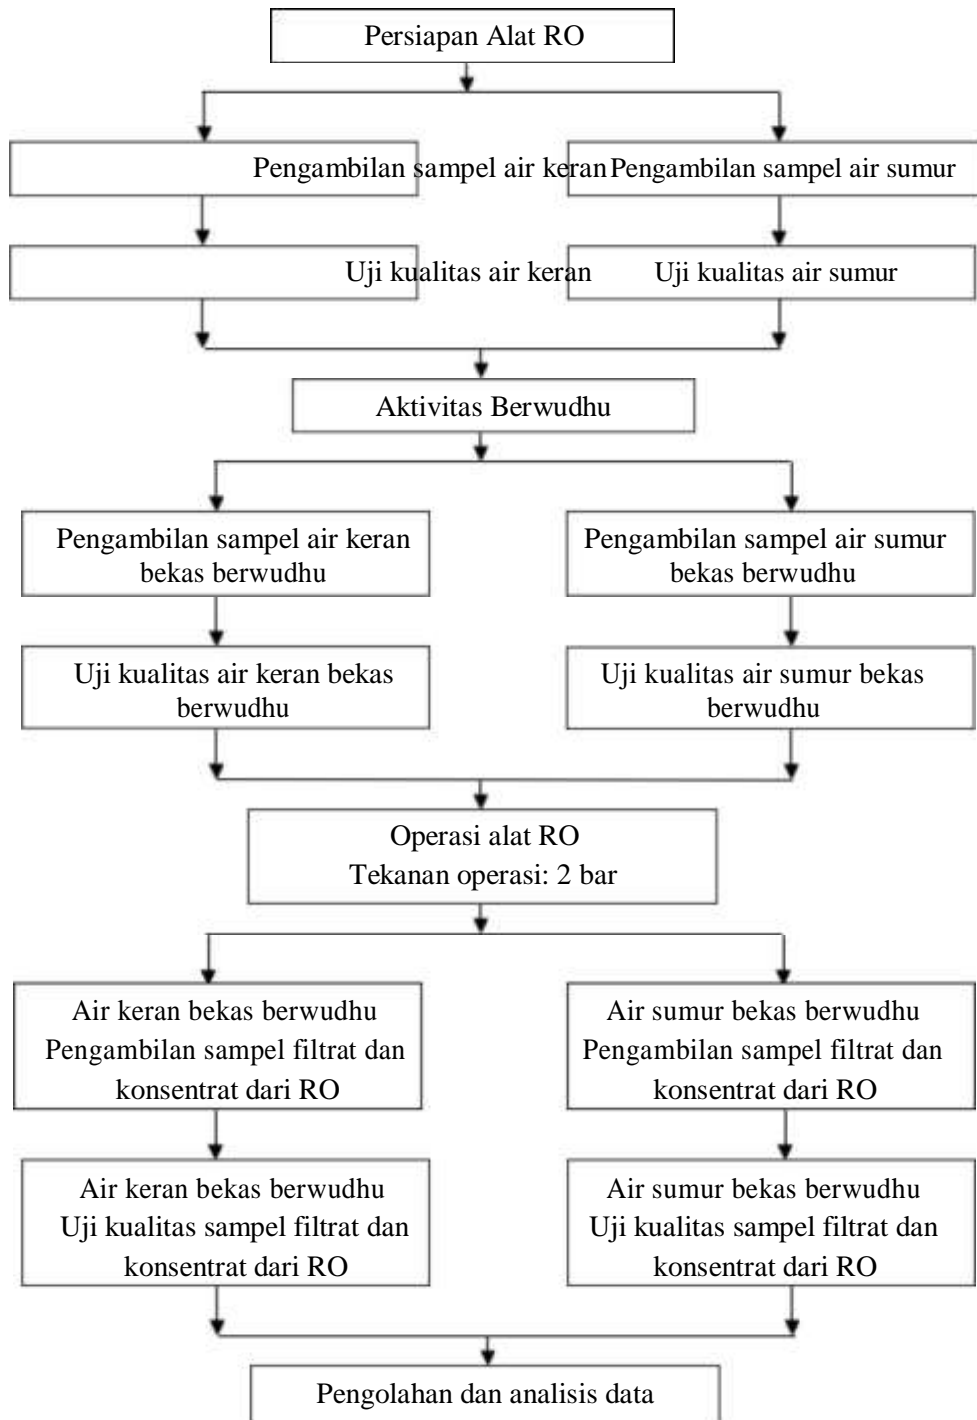 Persiapan Alat RO
Pengambilan sampel air keran
Pengambilan sampel air sumur
Uji kualitas air keran
Uji kualitas air sumur
Aktivitas Berwudhu
Pengambilan sampel air keran
bekas berwudhu
Pengambilan sampel air sumur
bekas berwudhu
Uji kualitas air keran bekas
berwudhu
Uji kualitas air sumur bekas
berwudhu
Operasi alat RO
Tekanan operasi: 2 bar
Air keran bekas berwudhu
Pengambilan sampel filtrat dan
konsentrat dari RO
Air sumur bekas berwudhu
Pengambilan sampel filtrat dan
konsentrat dari RO
Air keran bekas berwudhu
Uji kualitas sampel filtrat dan
konsentrat dari RO
Air sumur bekas berwudhu
Uji kualitas sampel filtrat dan
konsentrat dari RO
Pengolahan dan analisis data